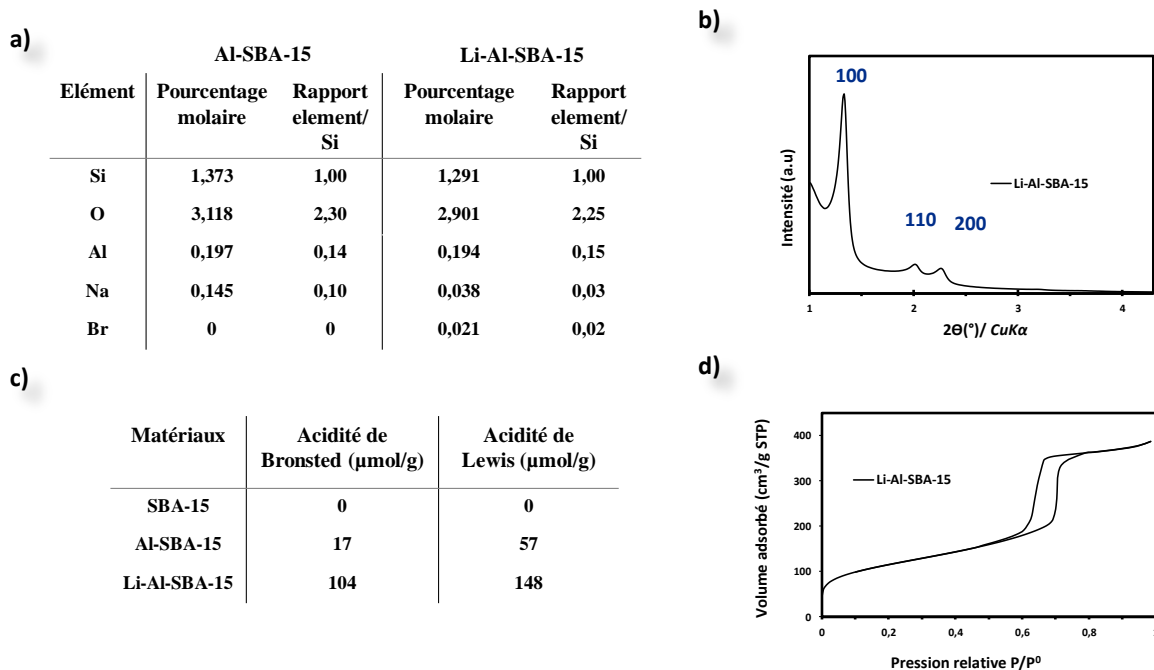 a)
Al-SBA-15 Li-Al-SBA-15
Elément Pourcentage molaire Rapport element/ Si Pourcentage molaire Rapport element/ Si
Si 1,373 1,00 1,291 1,00
O 3,118 2,30 2,901 2,25
Al 0,197 0,14 0,194 0,15
Na 0,145 0,10 0,038 0,03
Br 0 0 0,021 0,02
b)
Intensité (a.u)
100
110 200
Li-Al-SBA-15
1 2 3 4
2Θ(°)/ CuKα
c)
Matériaux Acidité de Bronsted (µmol/g) Acidité de Lewis (µmol/g)
SBA-15 0 0
Al-SBA-15 17 57
Li-Al-SBA-15 104 148
d)
Volume adsorbé (cm³/g STP)
400
300
200
100
0
Li-Al-SBA-15
0 0,2 0,4 0,6 0,8 1
Pression relative P/P⁰